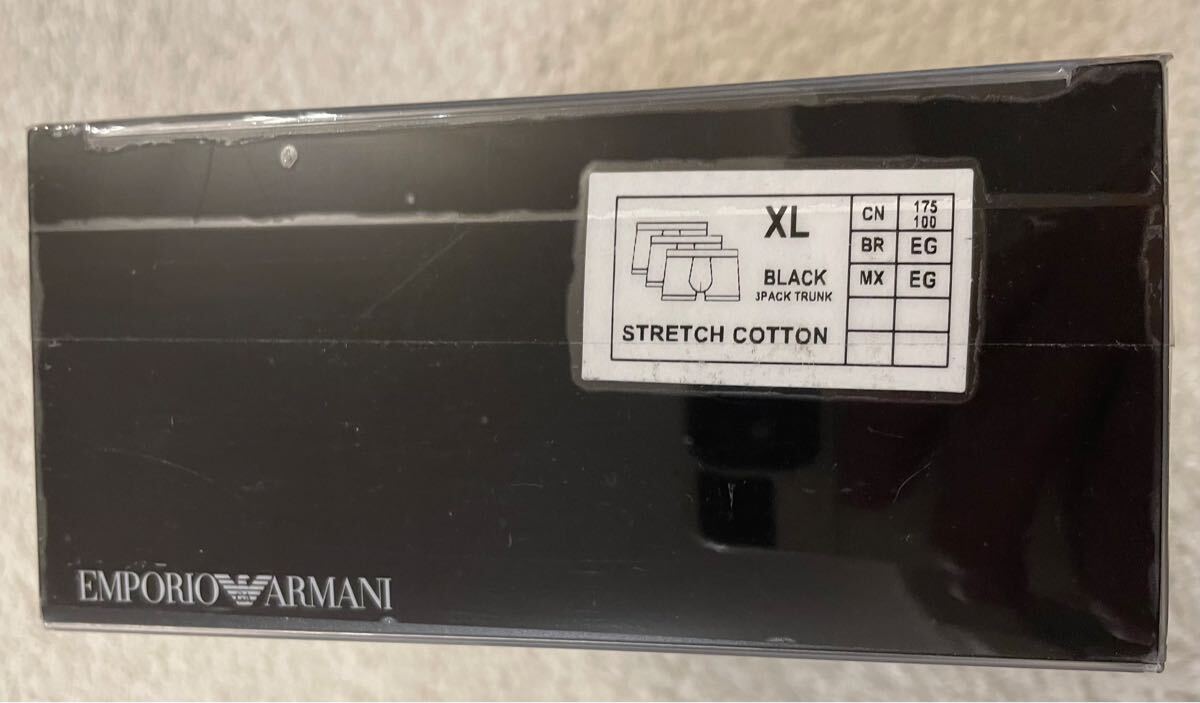 XL
BLACK
3PACK TRUNK
STRETCH COTTON
CN 175 100
BR EG
MX EG
EMPORIO ARMANI